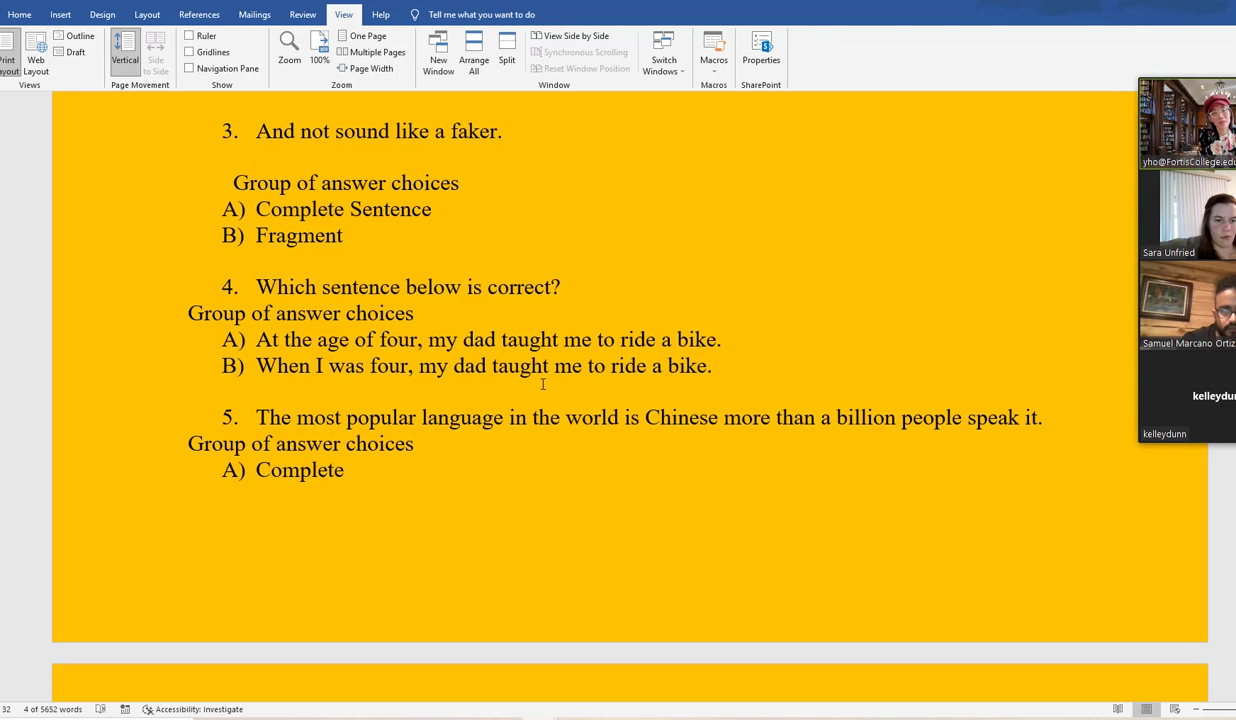 Home Insert Design Layout References Mailings Review View Help Tell me what you want to do
Outline
Draft
Web
Layout
Views
Vertical
Side
to Side
Page Movement
Ruler
Gridlines
Navigation Pane
Show
Zoom
100%
One Page
Multiple Pages
Page Width
Zoom
New
Window
Arrange
All
Split
View Side by Side
Synchronous Scrolling
Reset Window Position
Window
Switch
Windows
Macros
Macros
Properties
SharePoint
3. And not sound like a faker.
Group of answer choices
A) Complete Sentence
B) Fragment
4. Which sentence below is correct?
Group of answer choices
A) At the age of four, my dad taught me to ride a bike.
B) When I was four, my dad taught me to ride a bike.
5. The most popular language in the world is Chinese more than a billion people speak it.
Group of answer choices
A) Complete
yho@FortisCollege.edu
Sara Unfried
Samuel Marcano Ortiz
kelleydun
kelleydunn
32 4 of 5652 words Accessibility: Investigate